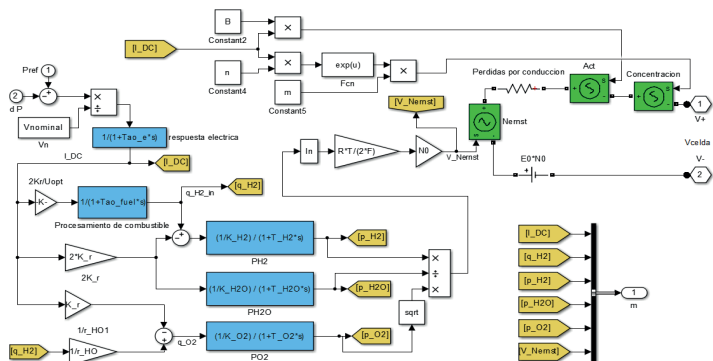 B
Constant2
×
[I_DC]
n
Constant4
×
exp(u)
Fcn
m
Constant5
×
Pref
1
2
d P
×
÷
Vnominal
Vn
1/(1+Tao_e*s)
respuesta electrica
I_DC
[I_DC]
Perdidas por conduccion
Act
+
s
-
Concentracion
+
s
-
1
V+
[V_Nernst]
Nernst
+
s
-
Vcelda
V-
2
E0*N0
ln
R*T/(2*F)
N0
V_Nernst
2Kr/Uopt
-K-
1/(1+Tao_fuel*s)
Procesamiento de combustible
[q_H2]
q_H2_in
(1/K_H2) / (1+T_H2*s)
PH2
[p_H2]
2*K_r
2K_r
(1/K_H2O) / (1+T_H2O*s)
PH2O
[p_H2O]
×
÷
×
sqrt
K_r
1/r_HO1
q_O2
(1/K_O2) / (1+T_O2*s)
PO2
[p_O2]
[q_H2]
1/r_HO
[I_DC]
[q_H2]
[p_H2]
[p_H2O]
[p_O2]
[V_Nernst]
1
m